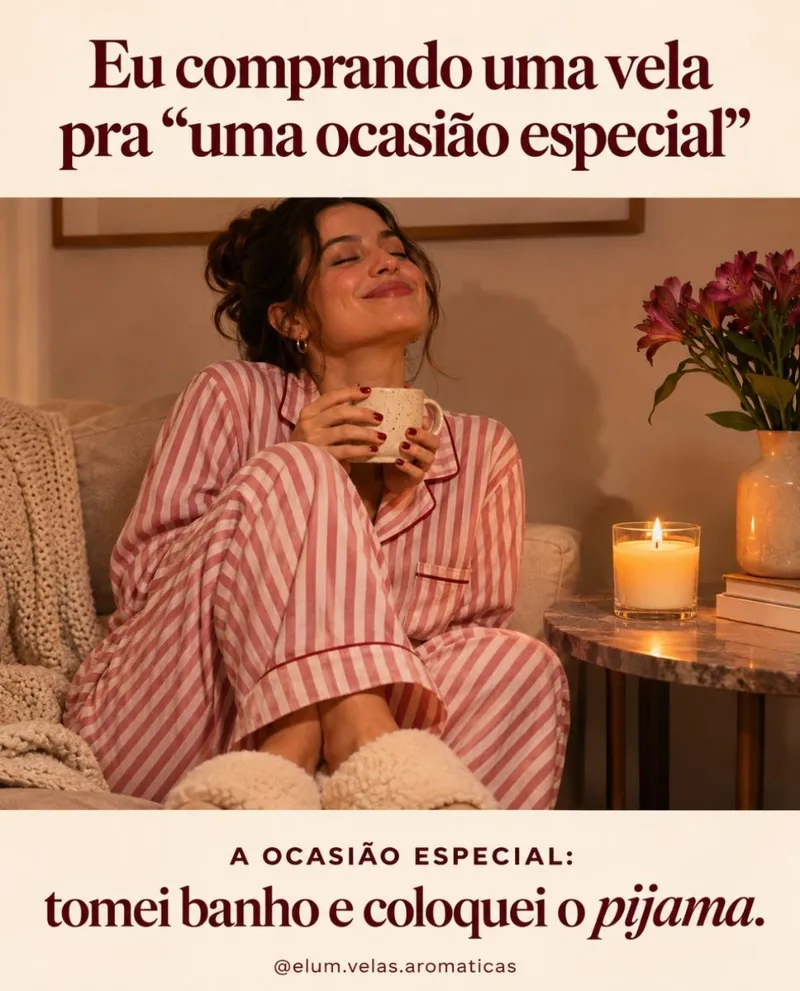 Eu comprando uma vela
pra “uma ocasião especial”
A OCASIÃO ESPECIAL:
tomei banho e coloquei o pijama.
@elum.velas.aromaticas